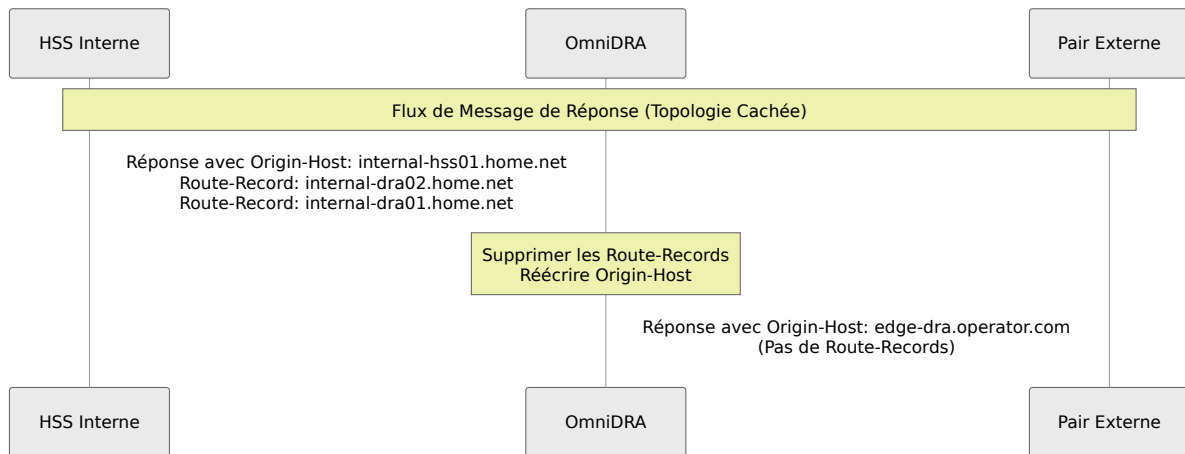 HSS Interne
OmniDRA
Pair Externe
Flux de Message de Réponse (Topologie Cachée)
Réponse avec Origin-Host: internal-hss01.home.net
Route-Record: internal-dra02.home.net
Route-Record: internal-dra01.home.net
Supprimer les Route-Records
Réécrire Origin-Host
Réponse avec Origin-Host: edge-dra.operator.com
(Pas de Route-Records)
HSS Interne
OmniDRA
Pair Externe